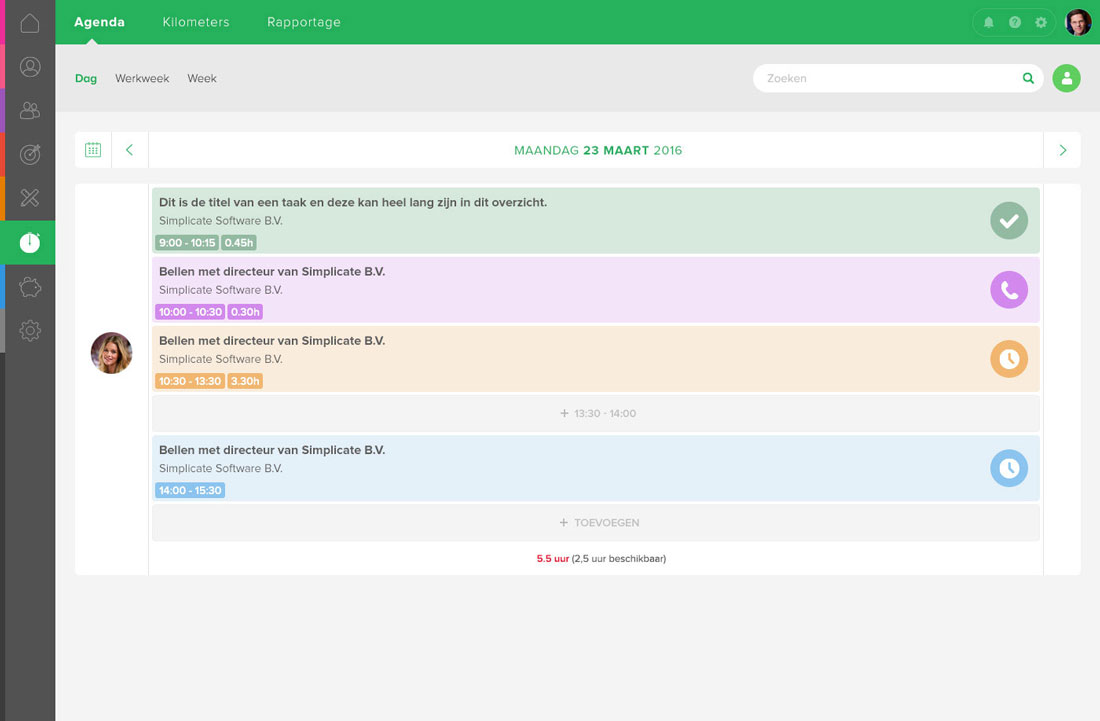 Agenda Kilometers Rapportage
Dag Werkweek Week Zoeken
MAANDAG 23 MAART 2016
Dit is de titel van een taak en deze kan heel lang zijn in dit overzicht.
Simplicate Software B.V.
9:00 - 10:15 0.45h
Bellen met directeur van Simplicate B.V.
Simplicate Software B.V.
10:00 - 10:30 0.30h
Bellen met directeur van Simplicate B.V.
Simplicate Software B.V.
10:30 - 13:30 3.30h
+ 13:30 - 14:00
Bellen met directeur van Simplicate B.V.
Simplicate Software B.V.
14:00 - 15:30
+ TOEVOEGEN
5.5 uur (2,5 uur beschikbaar)